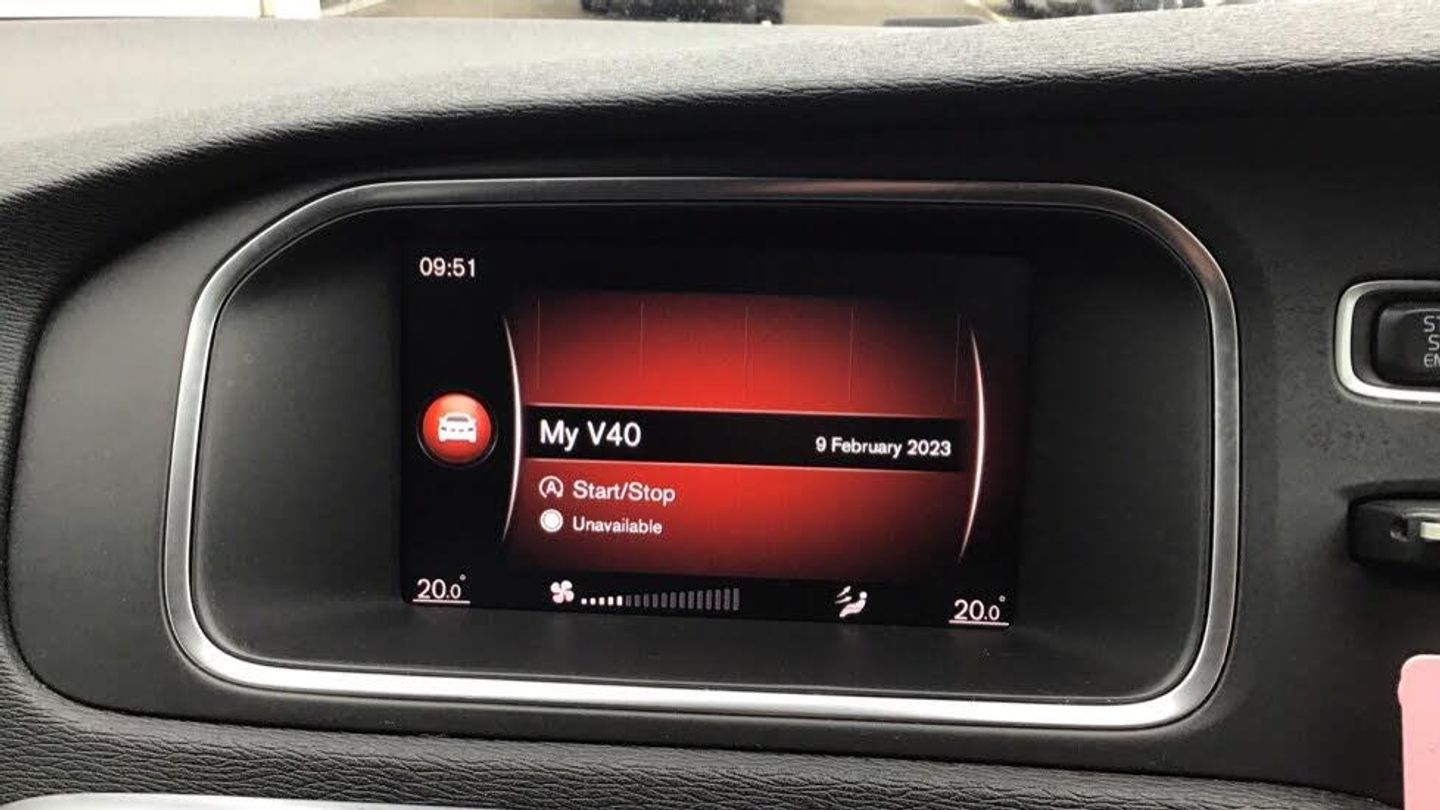 09:51
My V40
9 February 2023
Start/Stop
Unavailable
20.0°
20.0°